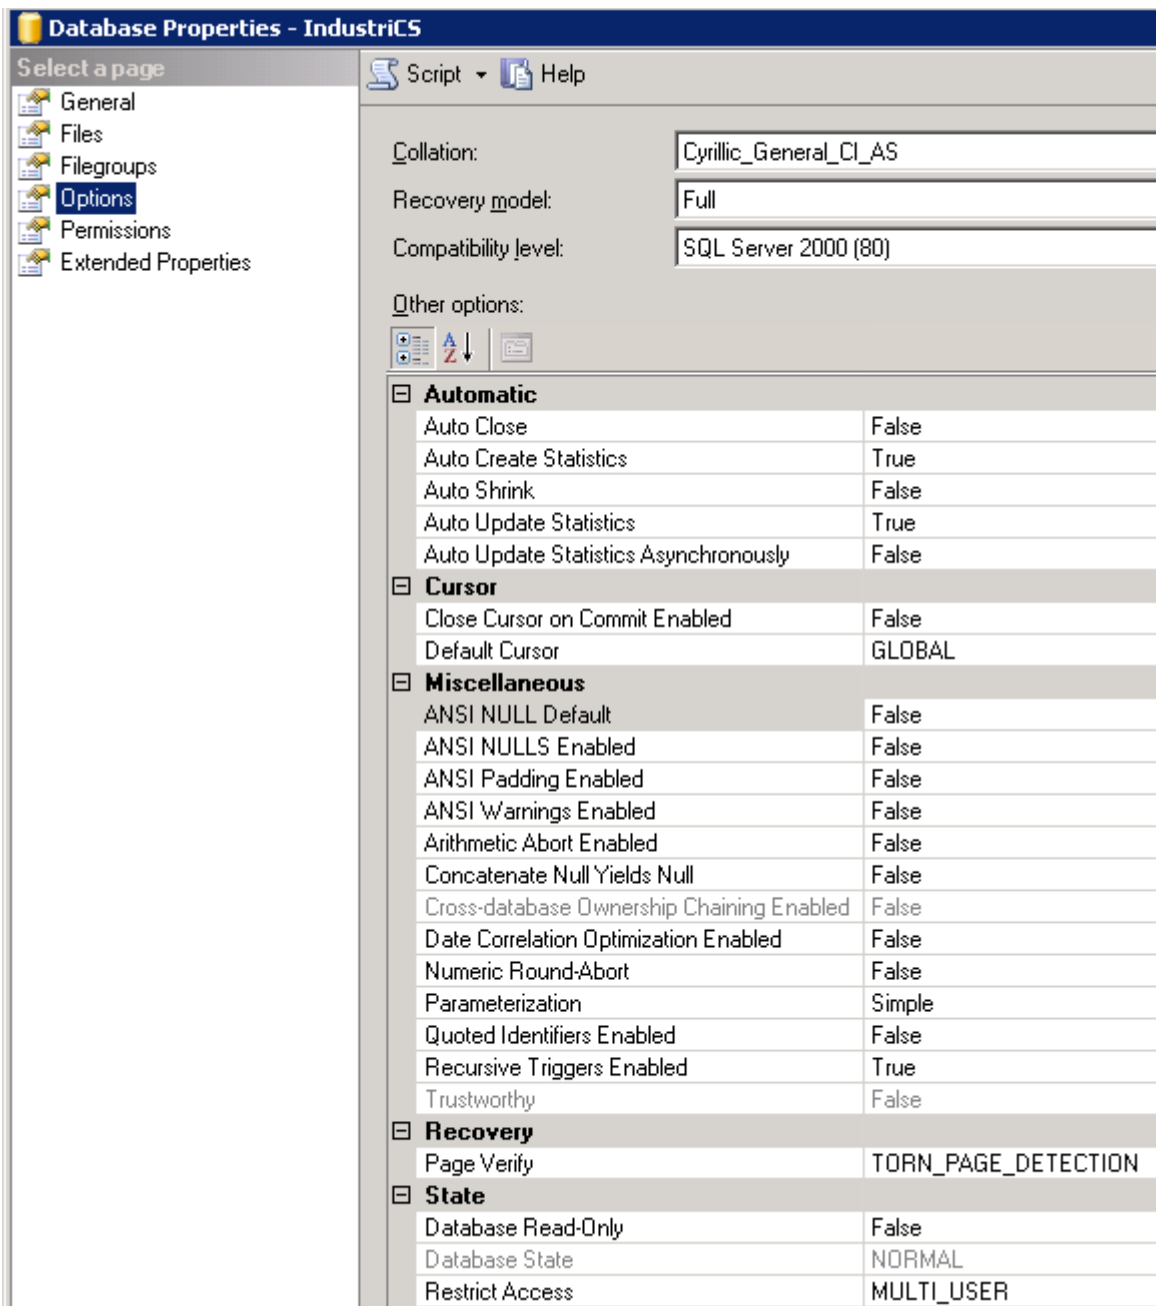 Database Properties - IndustriCS
Select a page
General
Files
Filegroups
Options
Permissions
Extended Properties
Script Help
Collation: Cyrillic_General_CI_AS
Recovery model: Full
Compatibility level: SQL Server 2000 (80)
Other options:
Automatic
Auto Close False
Auto Create Statistics True
Auto Shrink False
Auto Update Statistics True
Auto Update Statistics Asynchronously False
Cursor
Close Cursor on Commit Enabled False
Default Cursor GLOBAL
Miscellaneous
ANSI NULL Default False
ANSI NULLS Enabled False
ANSI Padding Enabled False
ANSI Warnings Enabled False
Arithmetic Abort Enabled False
Concatenate Null Yields Null False
Cross-database Ownership Chaining Enabled False
Date Correlation Optimization Enabled False
Numeric Round-Abort False
Parameterization Simple
Quoted Identifiers Enabled False
Recursive Triggers Enabled True
Trustworthy False
Recovery
Page Verify TORN_PAGE_DETECTION
State
Database Read-Only False
Database State NORMAL
Restrict Access MULTI_USER